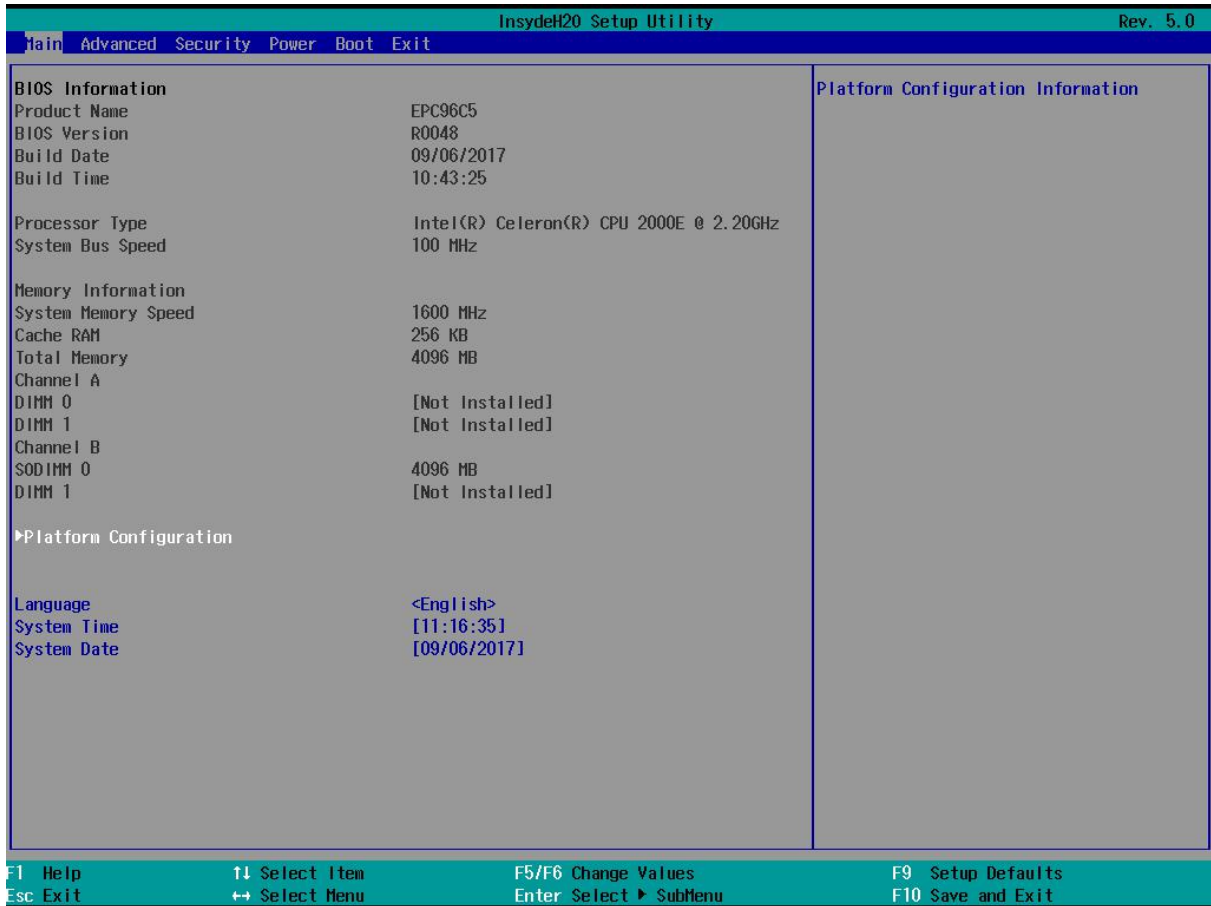 InsydeH20 Setup Utility Rev. 5.0
Main Advanced Security Power Boot Exit
BIOS Information Platform Configuration Information
Product Name EPC96C5
BIOS Version R0048
Build Date 09/06/2017
Build Time 10:43:25
Processor Type Intel(R) Celeron(R) CPU 2000E @ 2.20GHz
System Bus Speed 100 MHz
Memory Information
System Memory Speed 1600 MHz
Cache RAM 256 KB
Total Memory 4096 MB
Channel A
DIMM 0 [Not Installed]
DIMM 1 [Not Installed]
Channel B
SODIMM 0 4096 MB
DIMM 1 [Not Installed]
▶Platform Configuration
Language <English>
System Time [11:16:35]
System Date [09/06/2017]
F1 Help ↑↓ Select Item F5/F6 Change Values F9 Setup Defaults
Esc Exit ↔ Select Menu Enter Select ▶ SubMenu F10 Save and Exit